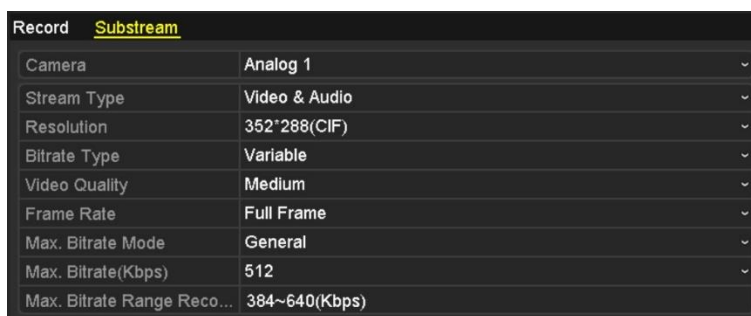 Record Substream
Camera Analog 1
Stream Type Video & Audio
Resolution 352*288(CIF)
Bitrate Type Variable
Video Quality Medium
Frame Rate Full Frame
Max. Bitrate Mode General
Max. Bitrate(Kbps) 512
Max. Bitrate Range Reco... 384~640(Kbps)